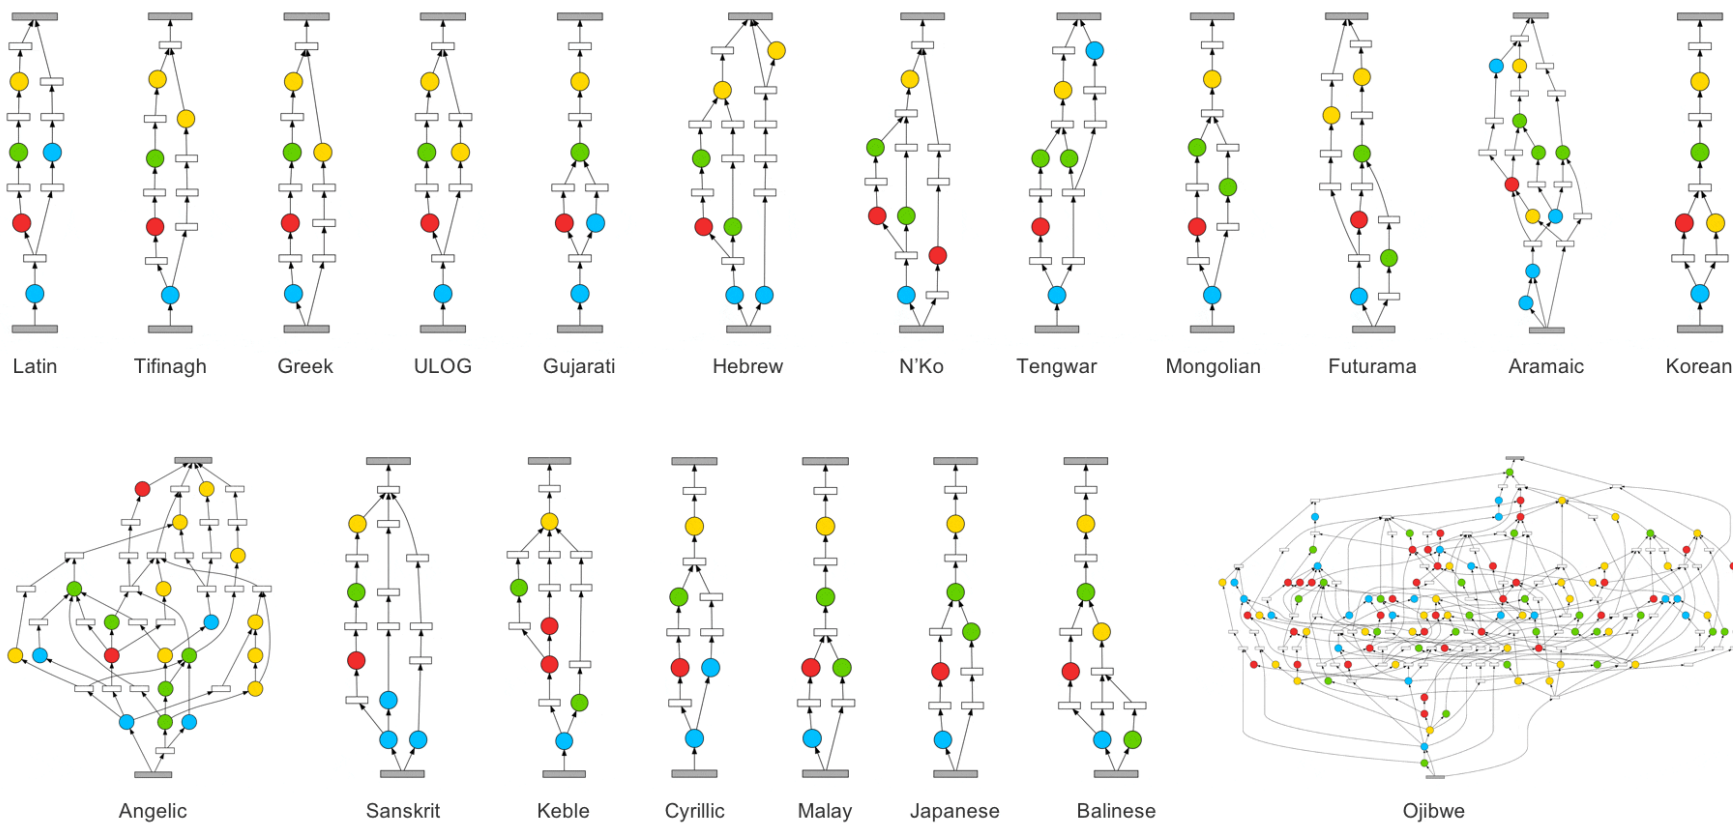 Latin Tifinagh Greek ULOG Gujarati Hebrew N'Ko Tengwar Mongolian Futurama Aramaic Korean
Angelic Sanskrit Keble Cyrillic Malay Japanese Balinese Ojibwe